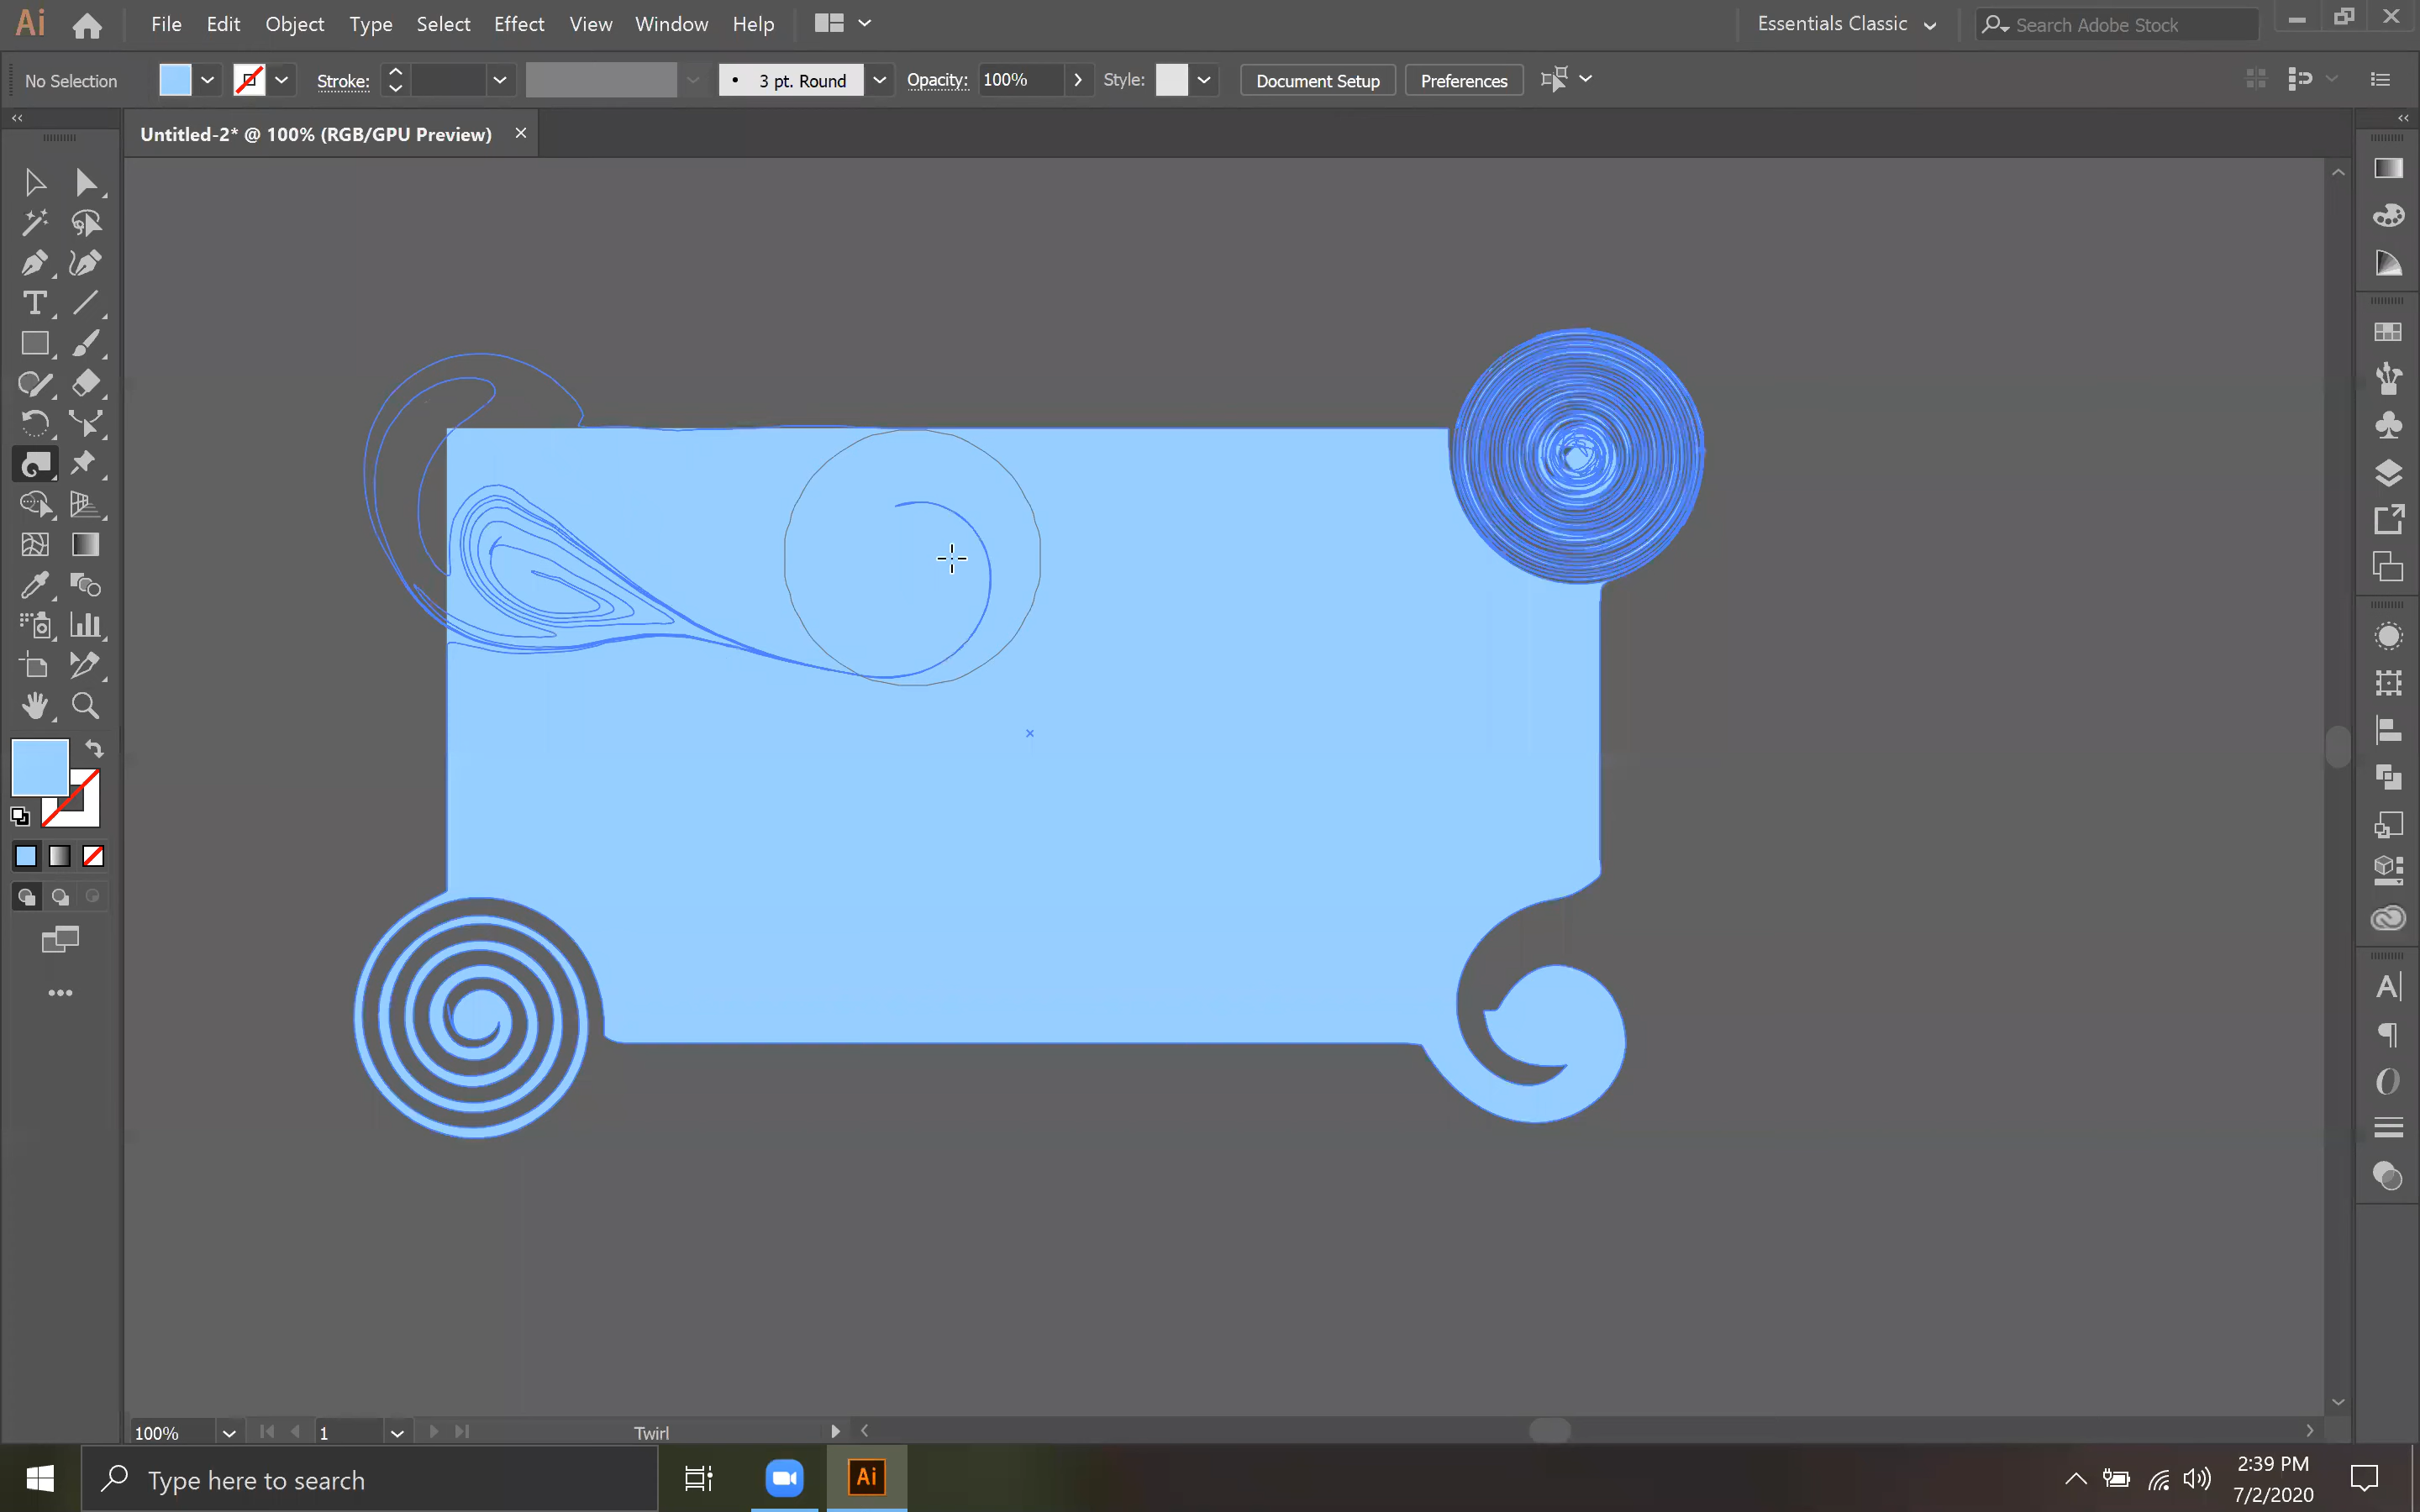 Ai File Edit Object Type Select Effect View Window Help Essentials Classic Search Adobe Stock
No Selection Stroke: 3 pt. Round Opacity: 100% Style: Document Setup Preferences
Untitled-2* @ 100% (RGB/GPU Preview)
100% 1 Twirl
Type here to search Ai 2:39 PM
7/2/2020